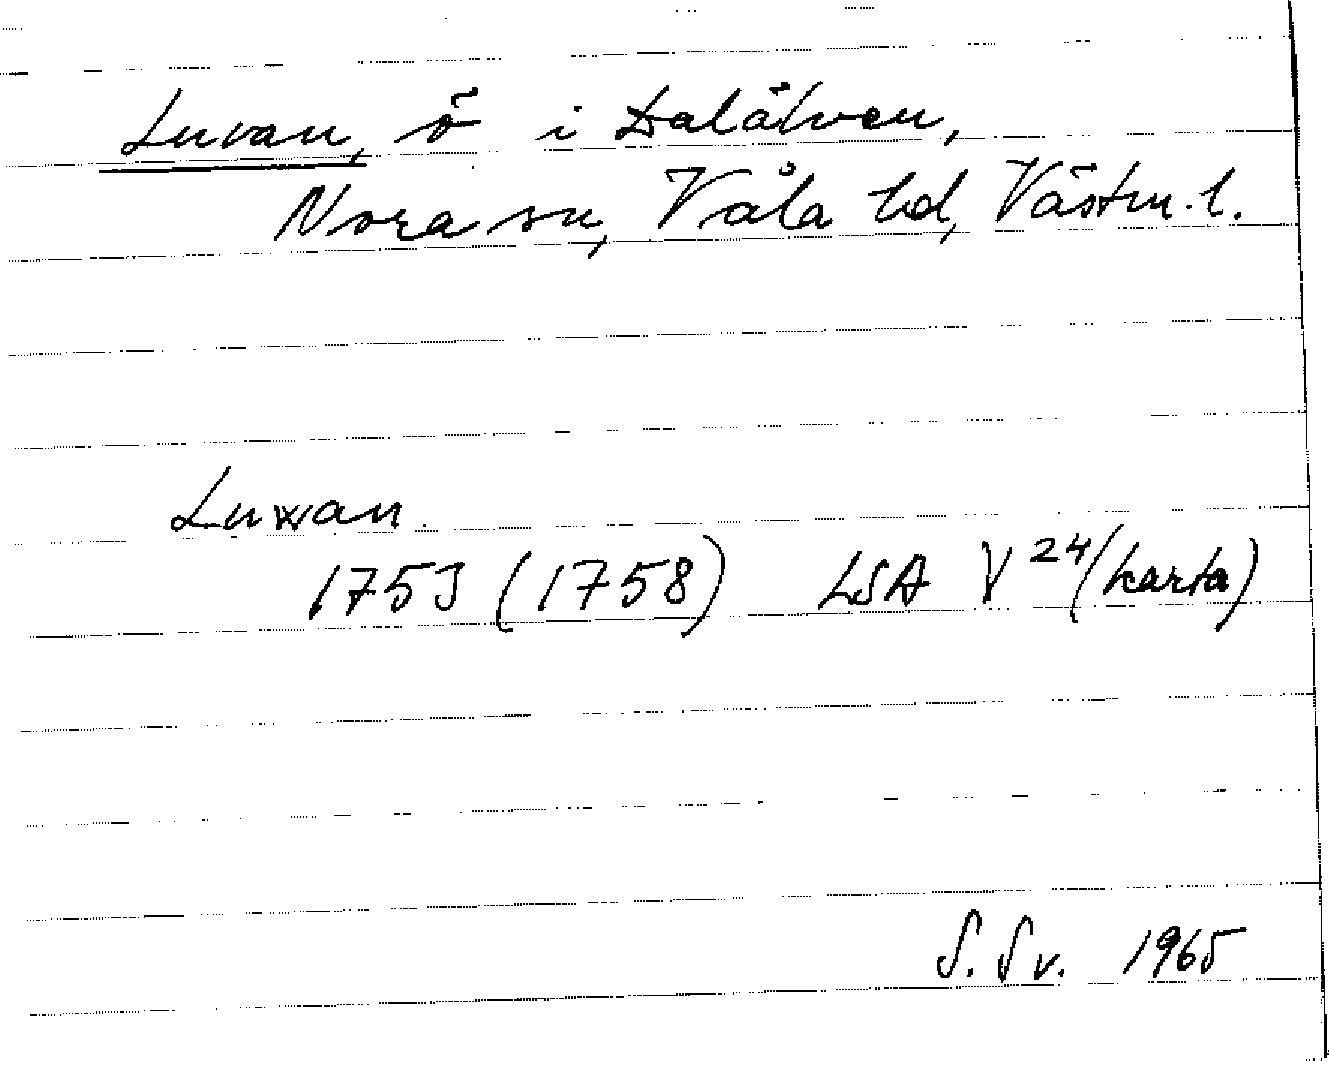 Luvan, ö i Dalälven,
Nora sn, Våla hd, Västm. l.
Luwan.
1753 (1758) LSA V 24 (karta)
S. Sv. 1965